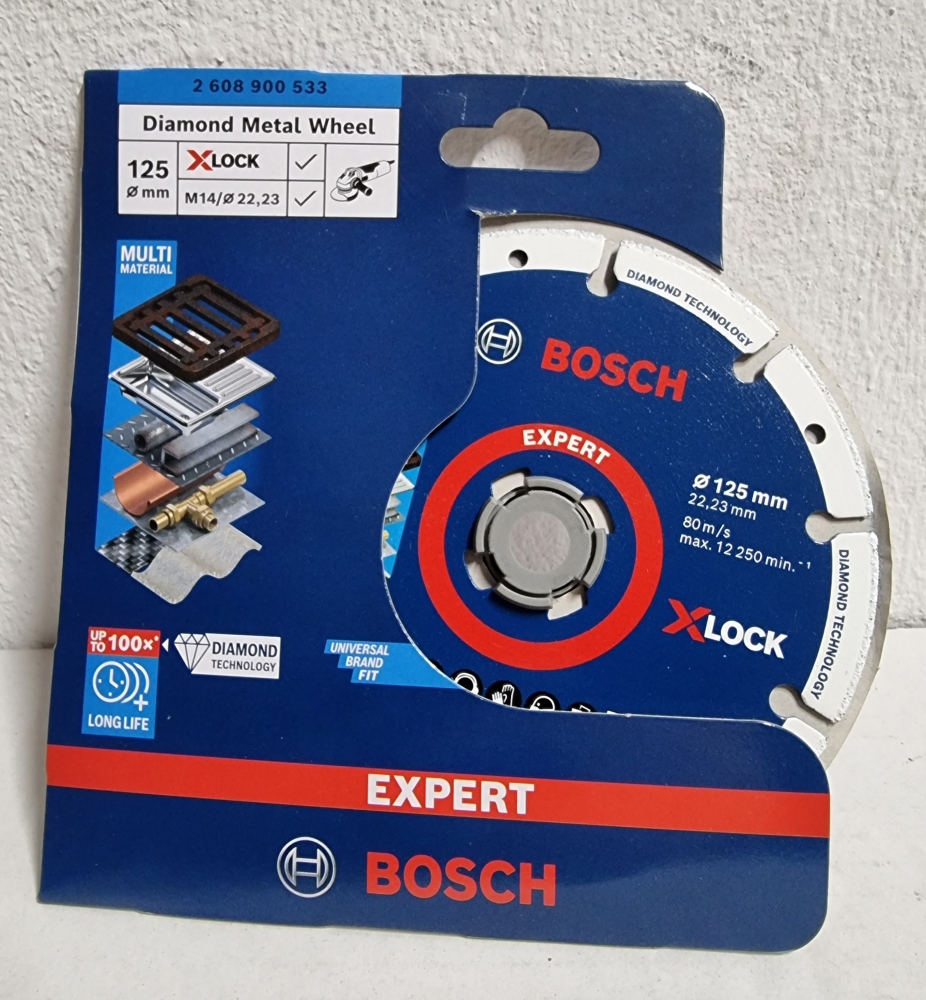 2 608 900 533
Diamond Metal Wheel
125
Ø mm
XLOCK
M14/Ø 22,23
MULTI
MATERIAL
DIAMOND TECHNOLOGY
BOSCH
EXPERT
Ø 125 mm
22,23 mm
80 m/s
max. 12 250 min.⁻¹
XLOCK
DIAMOND TECHNOLOGY
UP TO 100x*
DIAMOND
TECHNOLOGY
LONG LIFE
UNIVERSAL
BRAND
FIT
EXPERT
BOSCH